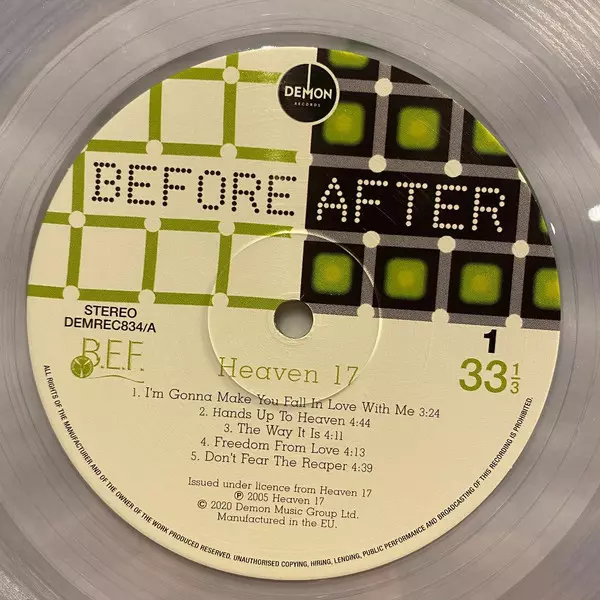 DEMON
RECORDS
BEFORE AFTER
STEREO
DEMREC834/A
1
B.E.F.
33 1/3
Heaven 17
1. I'm Gonna Make You Fall In Love With Me 3:24
2. Hands Up To Heaven 4:44
3. The Way It Is 4:11
4. Freedom From Love 4:13
5. Don't Fear The Reaper 4:39
Issued under licence from Heaven 17
℗ 2005 Heaven 17
© 2020 Demon Music Group Ltd.
Manufactured in the EU.
ALL RIGHTS OF THE MANUFACTURER AND OF THE OWNER OF THE WORK PRODUCED RESERVED. UNAUTHORISED COPYING, HIRING, LENDING, PUBLIC PERFORMANCE AND BROADCASTING OF THIS RECORDING IS PROHIBITED.